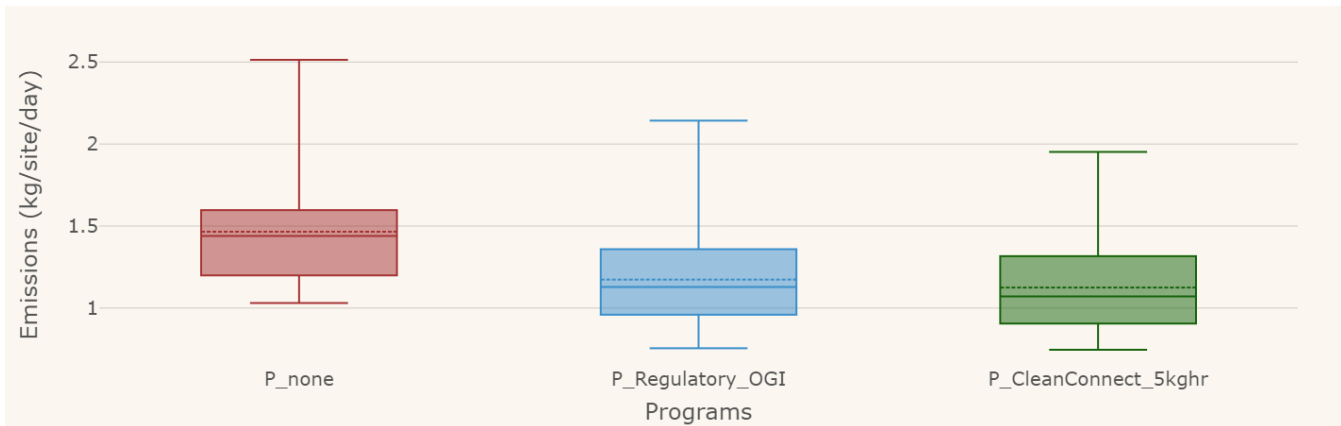 Emissions (kg/site/day)
2.5
2
1.5
1
P_none
P_Regulatory_OGI
P_CleanConnect_5kghr
Programs